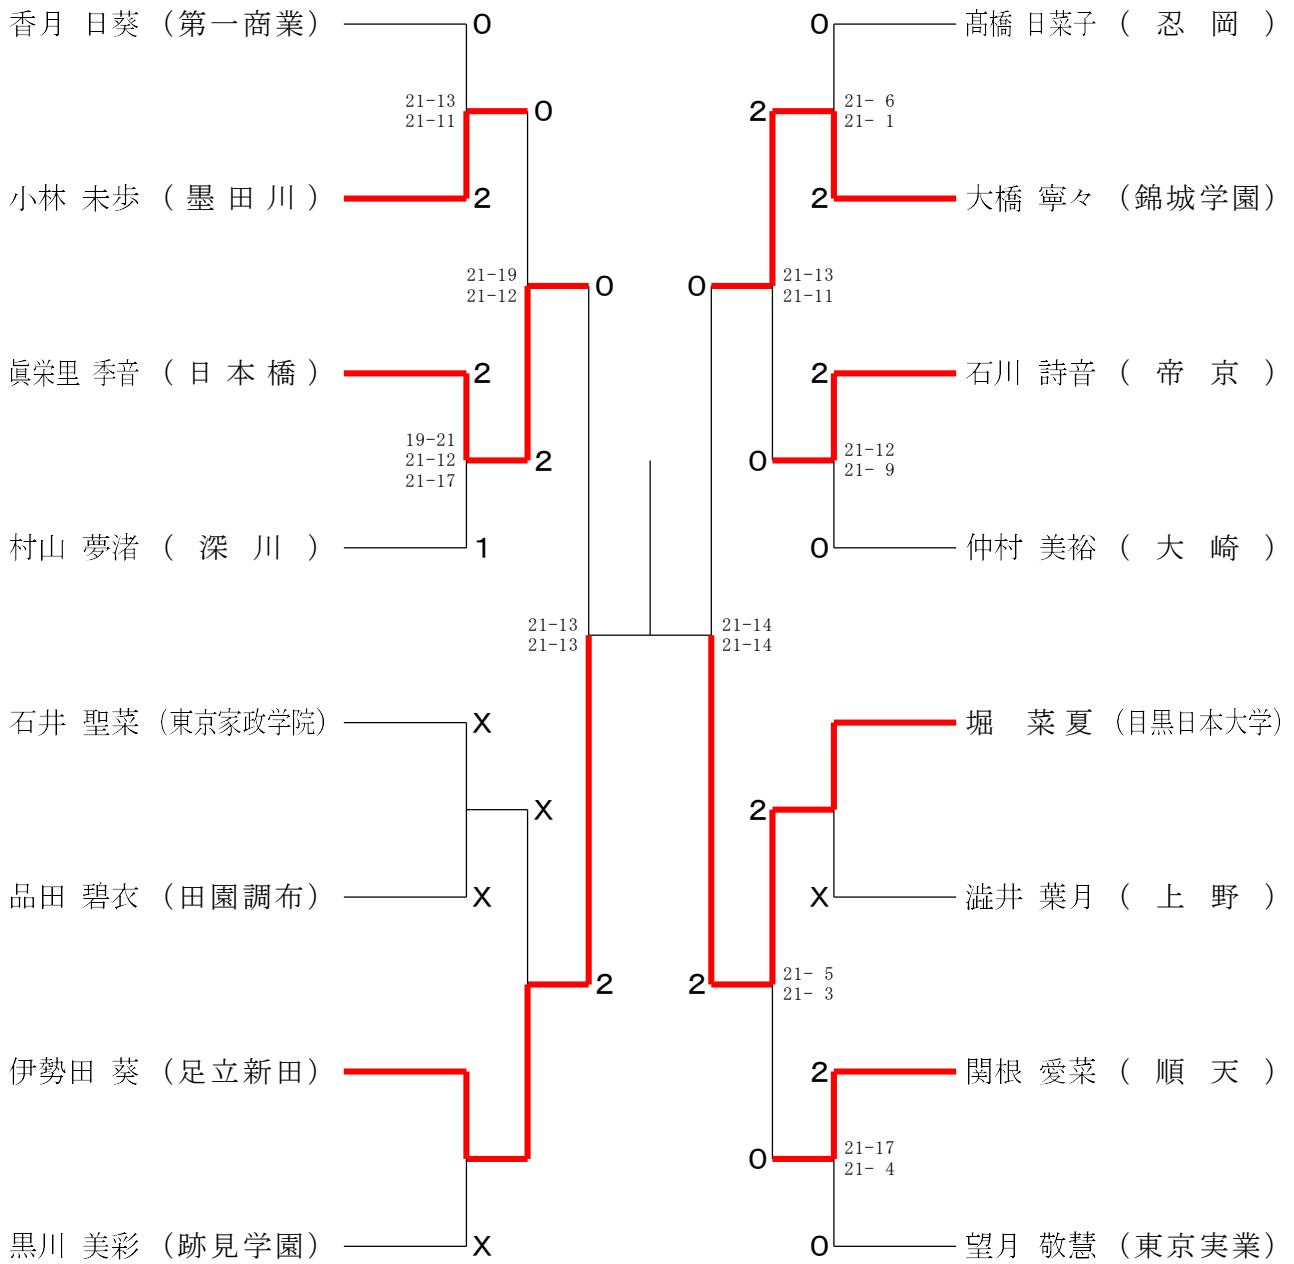 香月 日葵 (第一商業) 0
21-13
21-11
0
小林 未歩 (墨田川) 2
21-19
21-12
0
眞栄里 季音 (日本橋) 2
19-21
21-12
21-17
2
村山 夢渚 (深川) 1
21-13
21-13
石井 聖菜 (東京家政学院) X
X
品田 碧衣 (田園調布) X
2
伊勢田 葵 (足立新田)
黒川 美彩 (跡見学園) X
0 髙橋 日菜子 (忍岡)
2
21- 6
21- 1
2 大橋 寧々 (錦城学園)
0
21-13
21-11
2 石川 詩音 (帝京)
0
21-12
21- 9
0 仲村 美裕 (大崎)
21-14
21-14
堀 菜夏 (目黒日本大学)
2
X 澁井 葉月 (上野)
2
21- 5
21- 3
2 関根 愛菜 (順天)
0
21-17
21- 4
0 望月 敬慧 (東京実業)